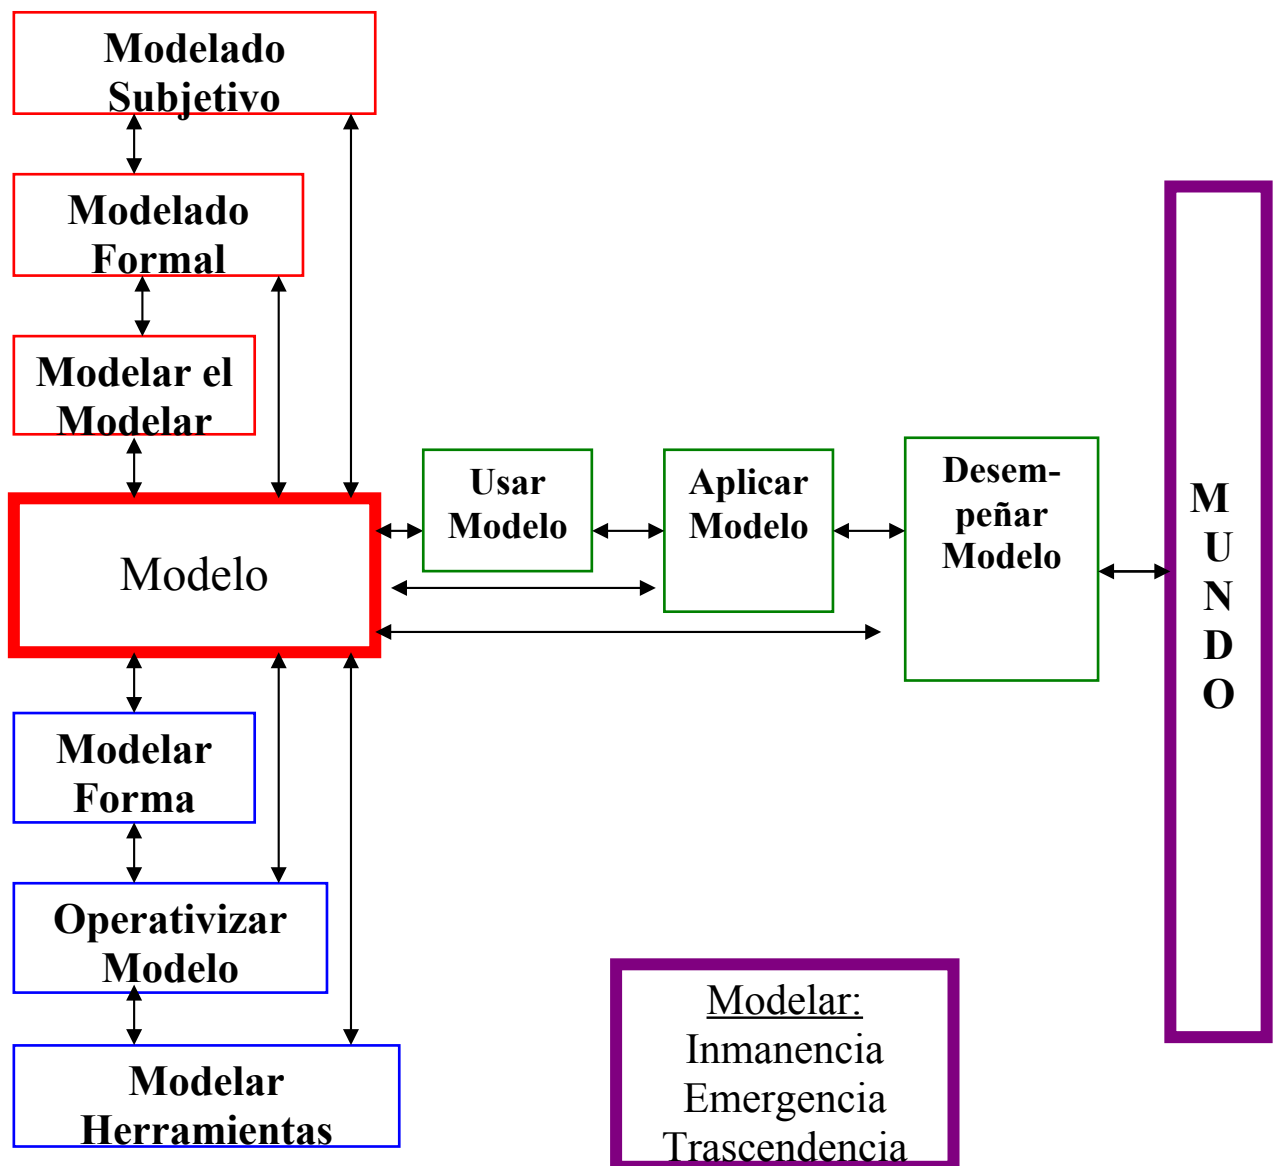 Modelado
Subjetivo
Modelado
Formal
Modelar el
Modelar
Modelo
Usar
Modelo
Aplicar
Modelo
Desem-
peñar
Modelo
M
U
N
D
O
Modelar
Forma
Operativizar
Modelo
Modelar
Herramientas
Modelar:
Inmanencia
Emergencia
Trascendencia